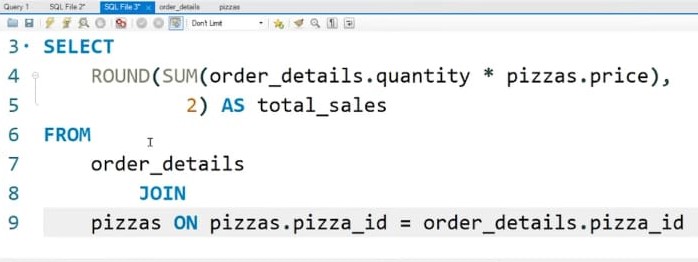 Query 1 SQL File 2* SQL File 3* × order_details pizzas
Don't Limit
3 SELECT
4 ROUND(SUM(order_details.quantity * pizzas.price),
5 2) AS total_sales
6 FROM
7 order_details
8 JOIN
9 pizzas ON pizzas.pizza_id = order_details.pizza_id